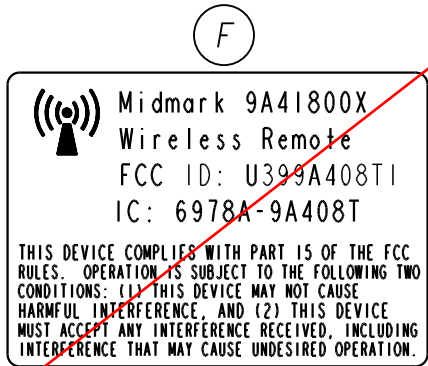 F
Midmark 9A41800X
Wireless Remote
FCC ID: U399A408T1
IC: 6978A-9A408T
THIS DEVICE COMPLIES WITH PART 15 OF THE FCC
RULES. OPERATION IS SUBJECT TO THE FOLLOWING TWO
CONDITIONS: (1) THIS DEVICE MAY NOT CAUSE
HARMFUL INTERFERENCE, AND (2) THIS DEVICE
MUST ACCEPT ANY INTERFERENCE RECEIVED, INCLUDING
INTERFERENCE THAT MAY CAUSE UNDESIRED OPERATION.